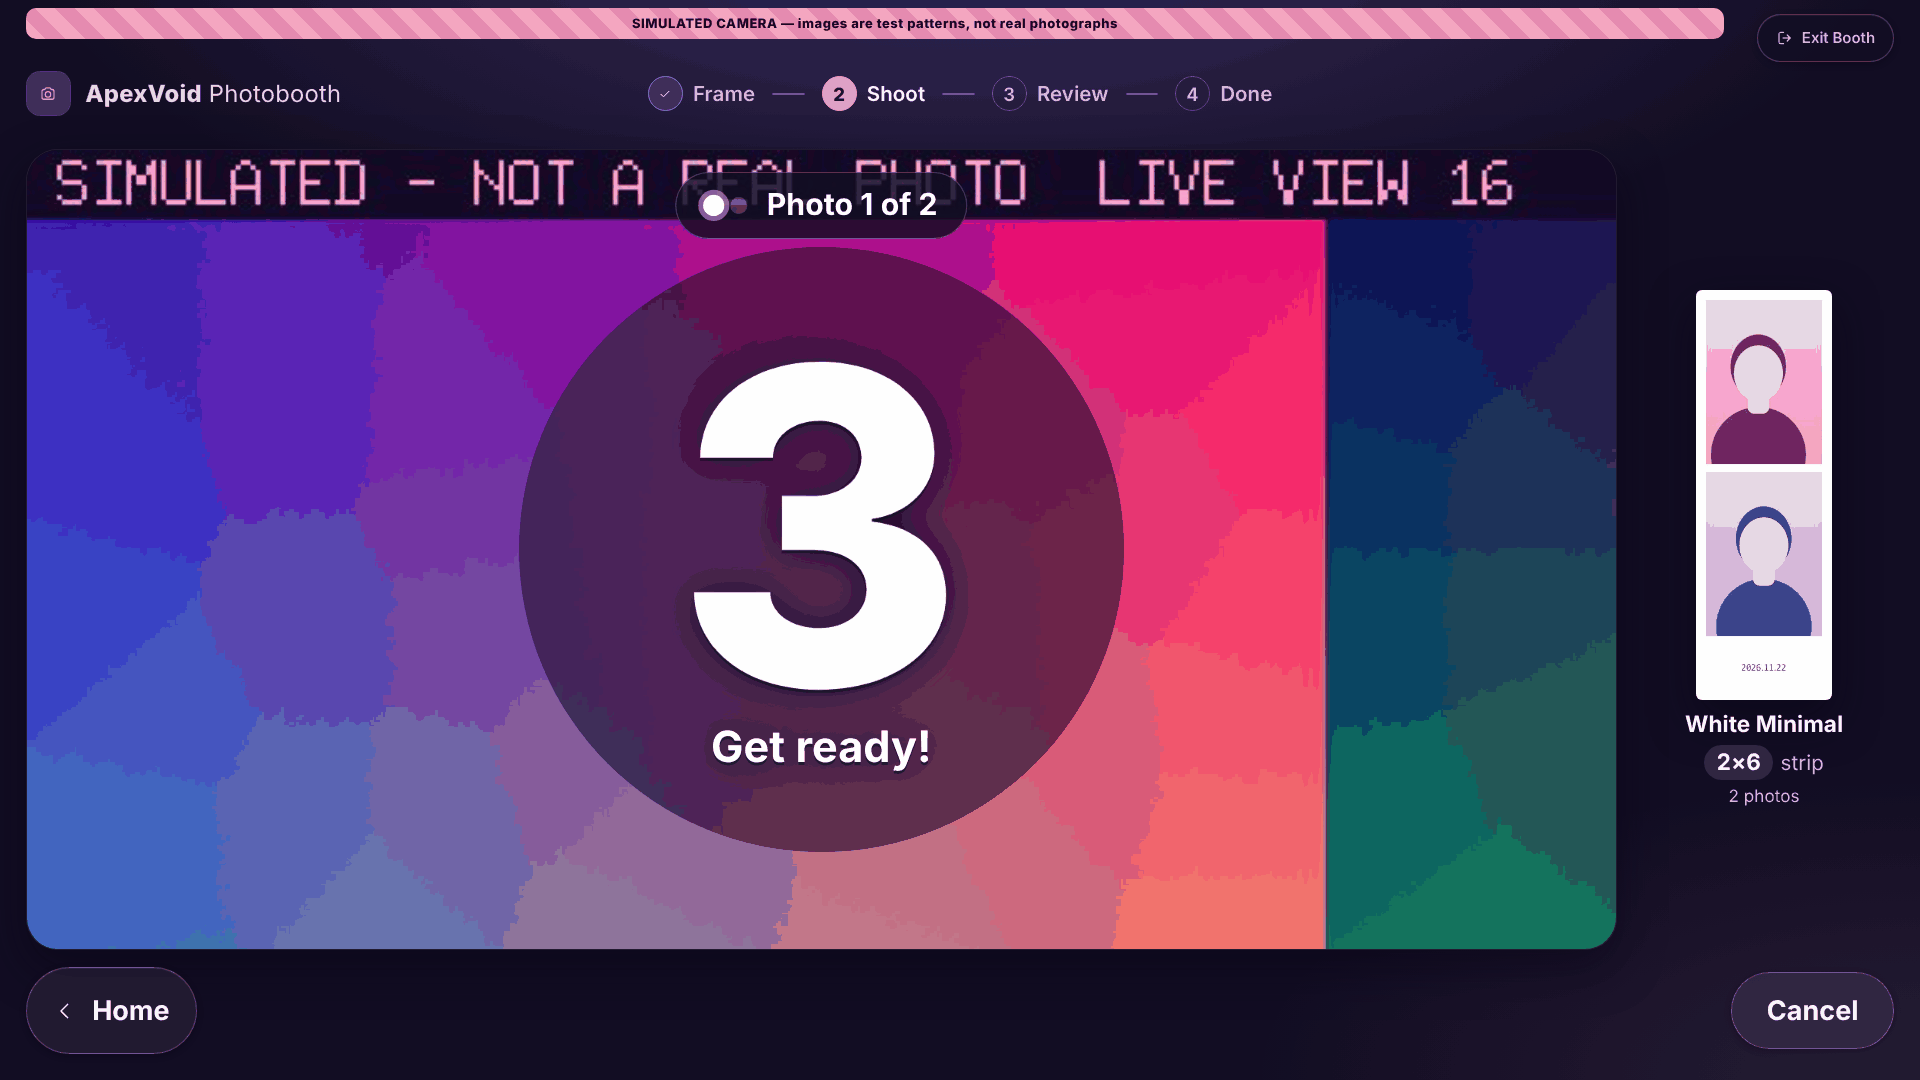 SIMULATED CAMERA — images are test patterns, not real photographs
Exit Booth
ApexVoid Photobooth
Frame
2 Shoot
3 Review
4 Done
SIMULATED - NOT A REAL PHOTO LIVE VIEW 16
Photo 1 of 2
3
Get ready!
2026.11.22
White Minimal
2×6 strip
2 photos
Home
Cancel